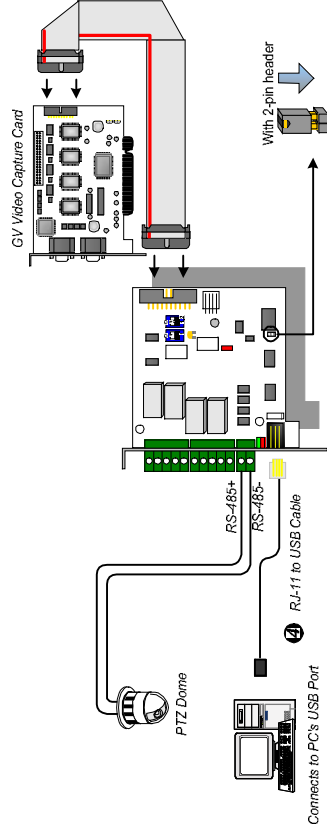 GV Video Capture Card
With 2-pin header
RS-485+
RS-485-
RJ-11 to USB Cable
4
PTZ Dome
Connects to PC's USB Port